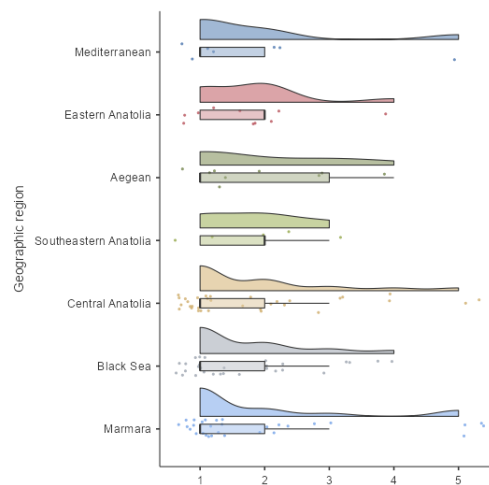 Geographic region
Mediterranean
Eastern Anatolia
Aegean
Southeastern Anatolia
Central Anatolia
Black Sea
Marmara
1 2 3 4 5